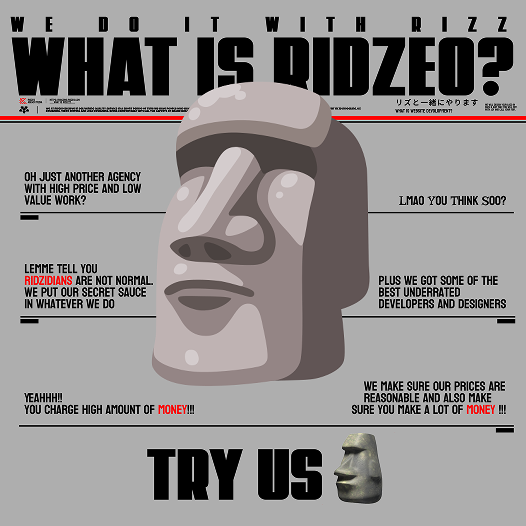 WE DO IT WITH RIZZ
WHAT IS RIDZEO?
リズと一緒にやります
WHAT IS WEBSITE DEVELOPMENT?
OH JUST ANOTHER AGENCY
WITH HIGH PRICE AND LOW
VALUE WORK?
LMAO YOU THINK SOO?
LEMME TELL YOU
RIDZIDIANS ARE NOT NORMAL.
WE PUT OUR SECRET SAUCE
IN WHATEVER WE DO
PLUS WE GOT SOME OF THE
BEST UNDERRATED
DEVELOPERS AND DESIGNERS
YEAHHH!!
YOU CHARGE HIGH AMOUNT OF MONEY!!!
WE MAKE SURE OUR PRICES ARE
REASONABLE AND ALSO MAKE
SURE YOU MAKE A LOT OF MONEY !!!
TRY US